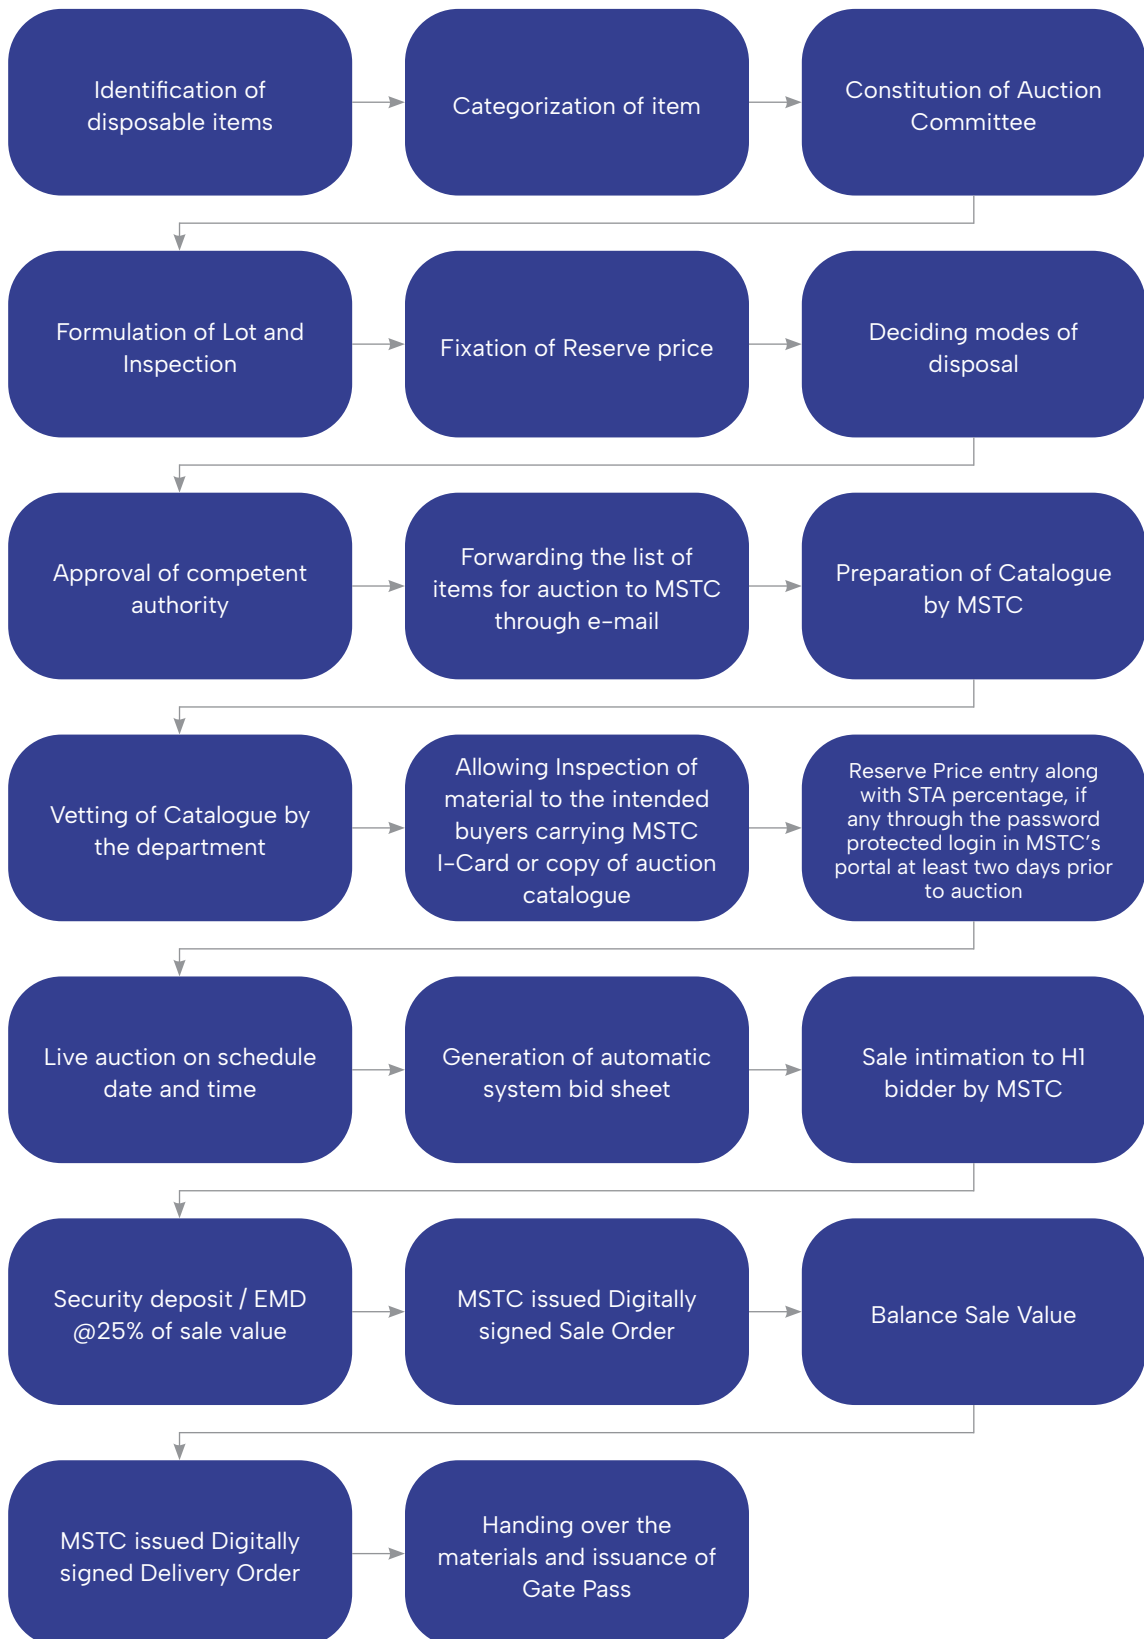 Identification of
disposable items
Categorization of item
Constitution of Auction
Committee
Formulation of Lot and
Inspection
Fixation of Reserve price
Deciding modes of
disposal
Approval of competent
authority
Forwarding the list of
items for auction to MSTC
through e-mail
Preparation of Catalogue
by MSTC
Vetting of Catalogue by
the department
Allowing Inspection of
material to the intended
buyers carrying MSTC
I-Card or copy of auction
catalogue
Reserve Price entry along
with STA percentage, if
any through the password
protected login in MSTC's
portal at least two days prior
to auction
Live auction on schedule
date and time
Generation of automatic
system bid sheet
Sale intimation to H1
bidder by MSTC
Security deposit / EMD
@25% of sale value
MSTC issued Digitally
signed Sale Order
Balance Sale Value
MSTC issued Digitally
signed Delivery Order
Handing over the
materials and issuance of
Gate Pass